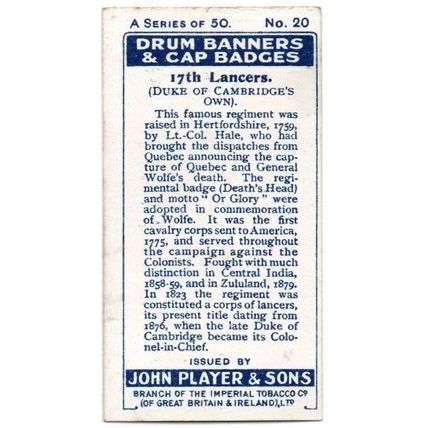 A SERIES OF 50. No. 20
DRUM BANNERS
& CAP BADGES
17th Lancers.
(DUKE OF CAMBRIDGE'S
OWN).
This famous regiment was
raised in Hertfordshire, 1759,
by Lt.-Col. Hale, who had
brought the dispatches from
Quebec announcing the cap-
ture of Quebec and General
Wolfe's death. The regi-
mental badge (Death's Head)
and motto "Or Glory" were
adopted in commemoration
of Wolfe. It was the first
cavalry corps sent to America,
1775, and served throughout
the campaign against the
Colonists. Fought with much
distinction in Central India,
1858-59, and in Zululand, 1879.
In 1823 the regiment was
constituted a corps of lancers,
its present title dating from
1876, when the late Duke of
Cambridge became its Colo-
nel-in-Chief.
ISSUED BY
JOHN PLAYER & SONS
BRANCH OF THE IMPERIAL TOBACCO CO
(OF GREAT BRITAIN & IRELAND), LTD